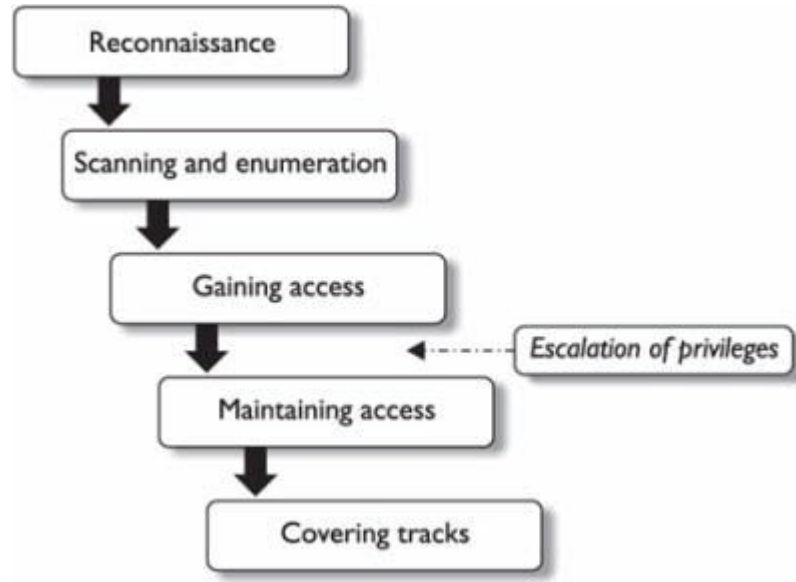 Reconnaissance
Scanning and enumeration
Gaining access
Escalation of privileges
Maintaining access
Covering tracks